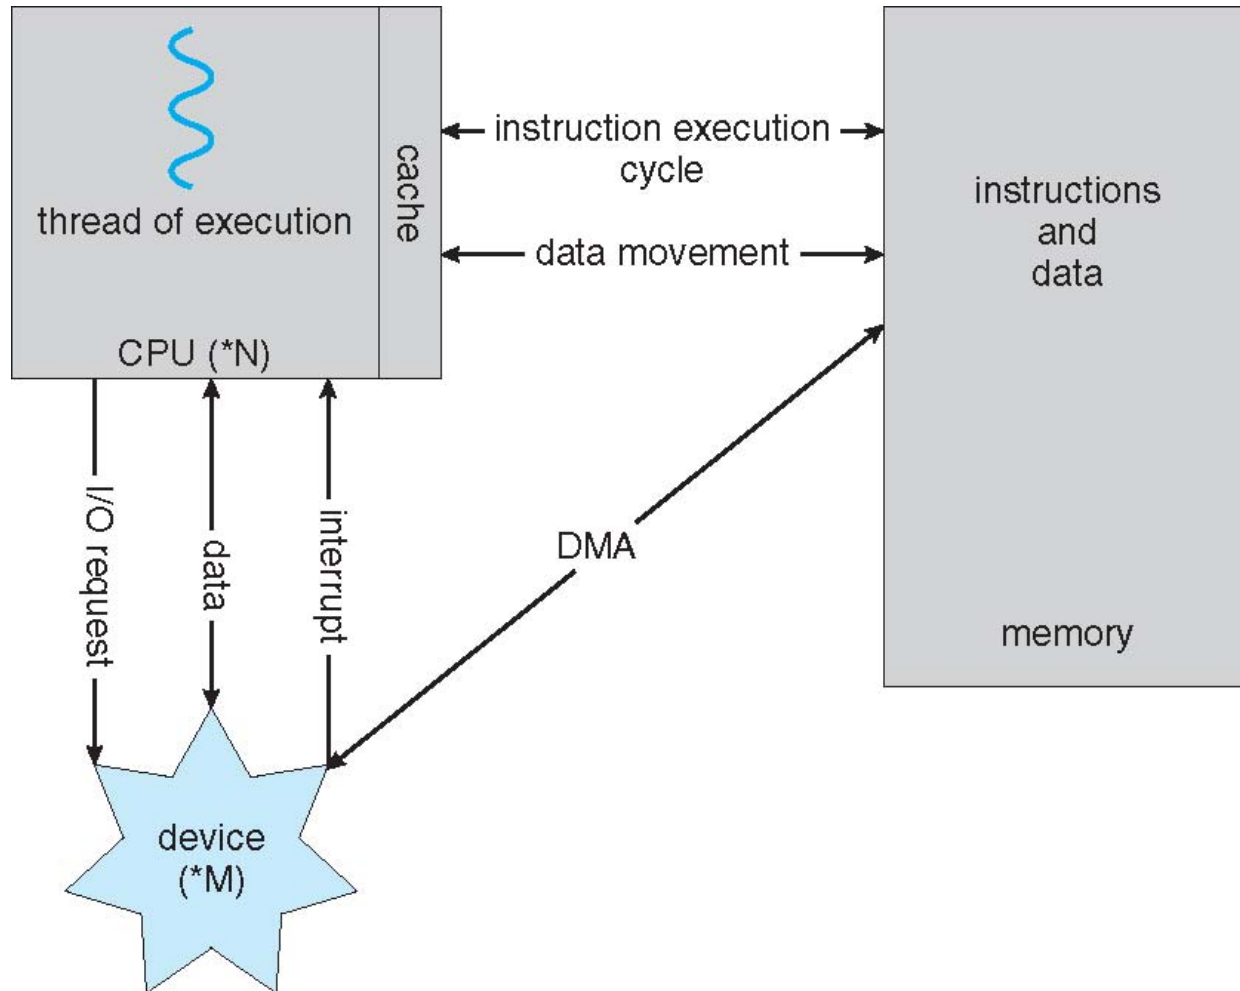 thread of execution
CPU (*N)
cache
instruction execution
cycle
data movement
instructions
and
data
memory
I/O request
data
interrupt
DMA
device
(*M)